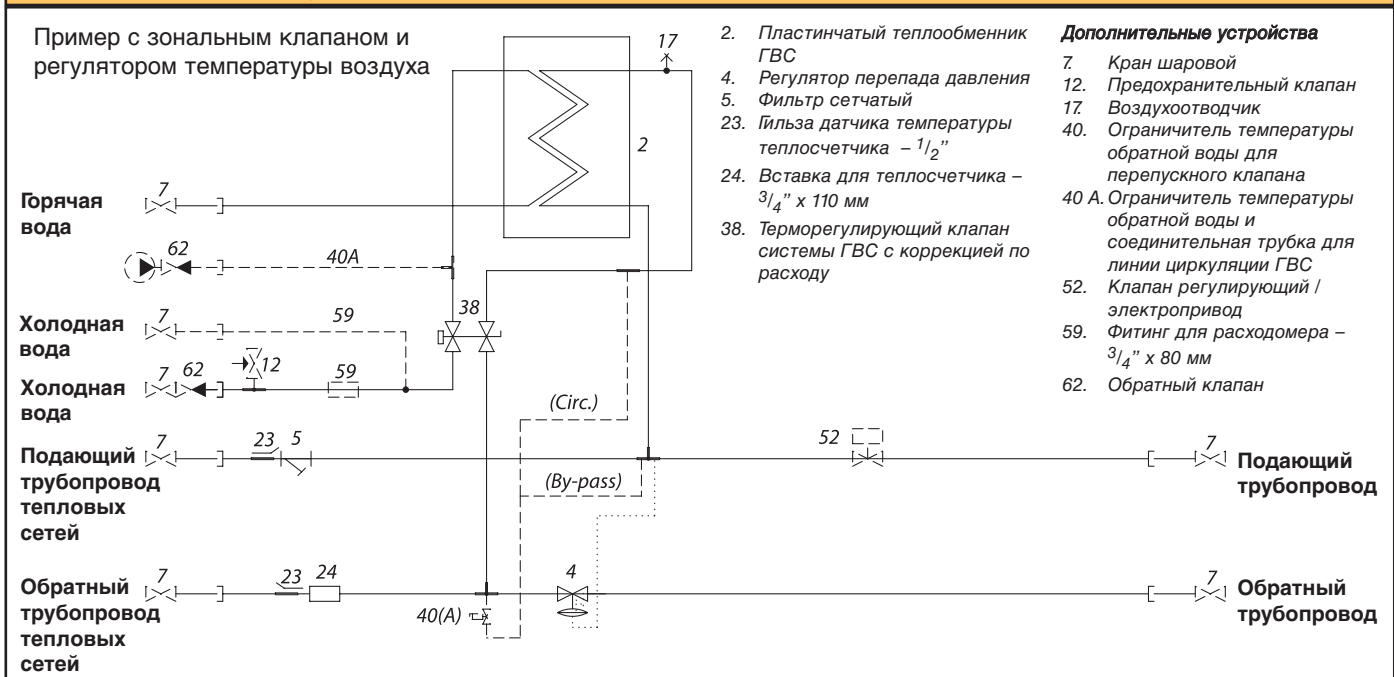 Пример с зональным клапаном и
регулятором температуры воздуха
17
2
2. Пластинчатый теплообменник
ГВС
4. Регулятор перепада давления
5. Фильтр сетчатый
23. Гильза датчика температуры
теплосчетчика – 1/2”
24. Вставка для теплосчетчика –
3/4” x 110 мм
38. Терморегулирующий клапан
системы ГВС с коррекцией по
расходу
Дополнительные устройства
7. Кран шаровой
12. Предохранительный клапан
17. Воздухоотводчик
40. Ограничитель температуры
обратной воды для
перепускного клапана
40 А. Ограничитель температуры
обратной воды и
соединительная трубка для
линии циркуляции ГВС
52. Клапан регулирующий /
электропривод
59. Фитинг для расходомера –
3/4” x 80 мм
62. Обратный клапан
Горячая
вода
7
62
40A
Холодная
вода
7
59
38
Холодная
вода
7
62
12
59
(Circ.)
Подающий
трубопровод
тепловых
сетей
7
23
5
(By-pass)
52
7
Подающий
трубопровод
Обратный
трубопровод
тепловых
сетей
7
23
24
40(A)
4
7
Обратный
трубопровод